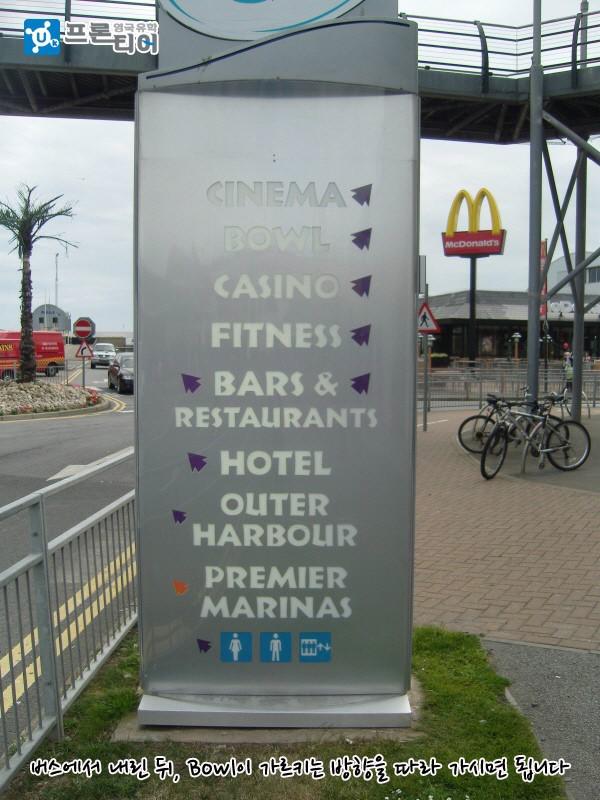 uk 프론 영국유학
티어
CINEMA
BOWL
CASINO
FITNESS
BARS &
RESTAURANTS
HOTEL
OUTER
HARBOUR
PREMIER
MARINAS
McDonald's
버스에서 내린 뒤, Bowl이 가르키는 방향을 따라 가시면 됩니다